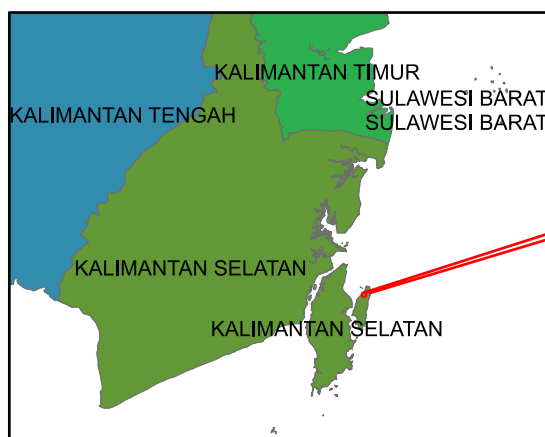 KALIMANTAN TIMUR
SULAWESI BARAT
KALIMANTAN TENGAH
SULAWESI BARAT
KALIMANTAN SELATAN
KALIMANTAN SELATAN